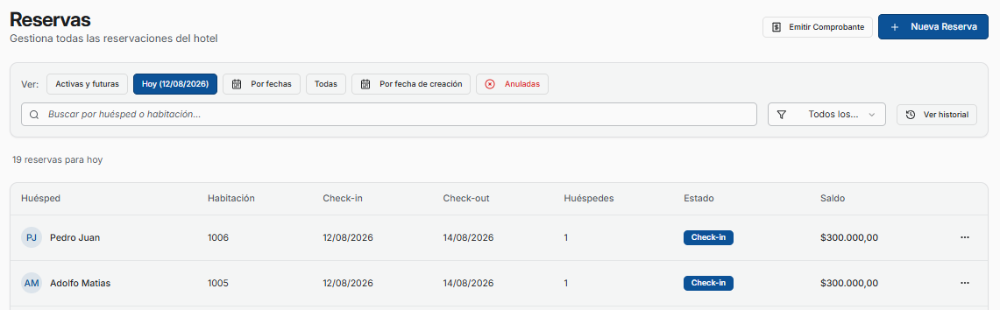 Reservas
Gestiona todas las reservaciones del hotel
Emitir Comprobante
+ Nueva Reserva
Ver: Activas y futuras Hoy (12/08/2026) Por fechas Todas Por fecha de creación Anuladas
Buscar por huésped o habitación...
Todos los...
Ver historial
19 reservas para hoy
Huésped Habitación Check-in Check-out Huéspedes Estado Saldo
PJ Pedro Juan 1006 12/08/2026 14/08/2026 1 Check-in $300.000,00 ...
AM Adolfo Matias 1005 12/08/2026 14/08/2026 1 Check-in $300.000,00 ...